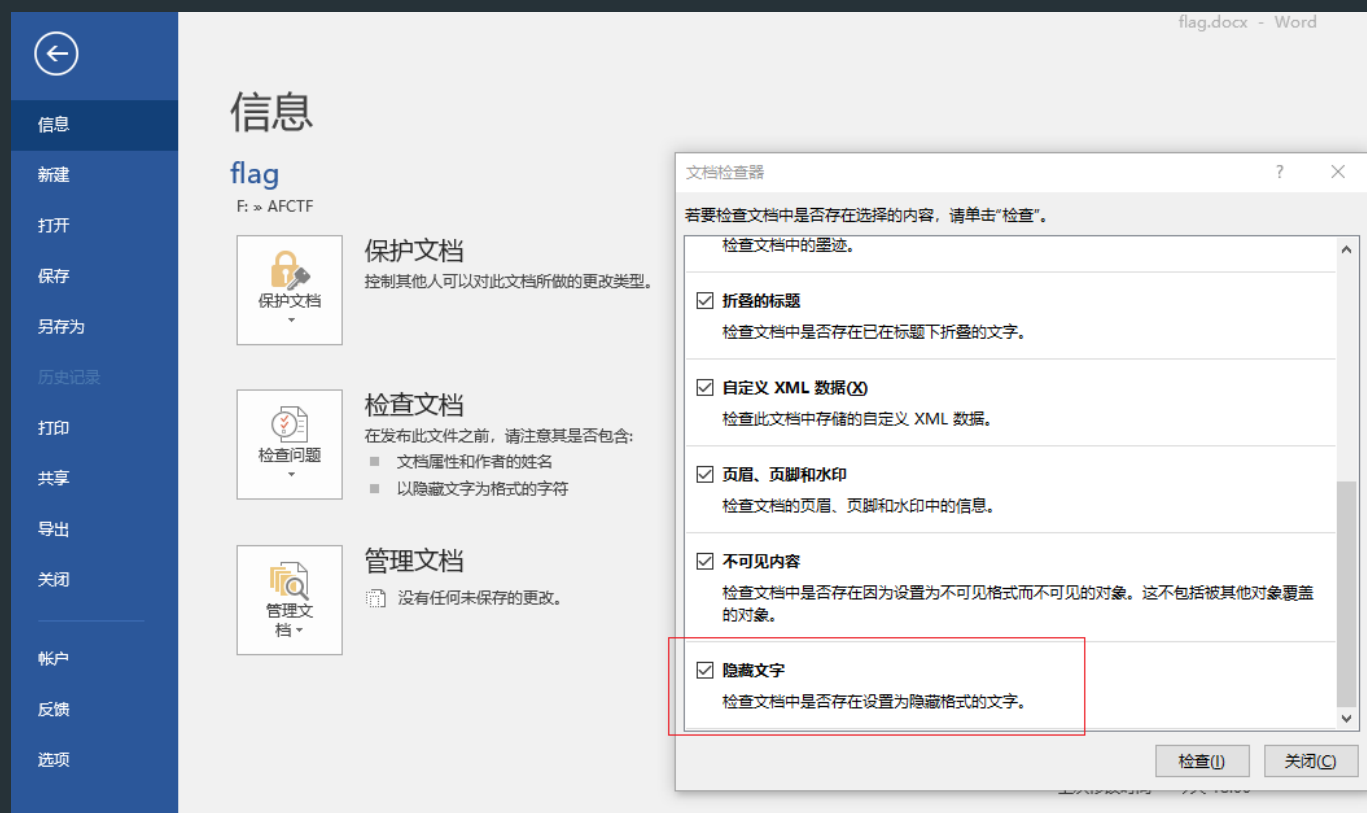 flag.docx - Word
信息
新建
打开
保存
另存为
历史记录
打印
共享
导出
关闭
帐户
反馈
选项
信息
flag
F: » AFCTF
保护文档
保护文档
控制其他人可以对此文档所做的更改类型。
检查问题
检查文档
在发布此文件之前，请注意其是否包含:
文档属性和作者的姓名
以隐藏文字为格式的字符
管理文
档
管理文档
没有任何未保存的更改。
文档检查器
?
若要检查文档中是否存在选择的内容，请单击“检查”。
检查文档中的墨迹。
折叠的标题
检查文档中是否存在已在标题下折叠的文字。
自定义 XML 数据(X)
检查此文档中存储的自定义 XML 数据。
页眉、页脚和水印
检查文档的页眉、页脚和水印中的信息。
不可见内容
检查文档中是否存在因为设置为不可见格式而不可见的对象。这不包括被其他对象覆盖
的对象。
隐藏文字
检查文档中是否存在设置为隐藏格式的文字。
检查(I)
关闭(C)